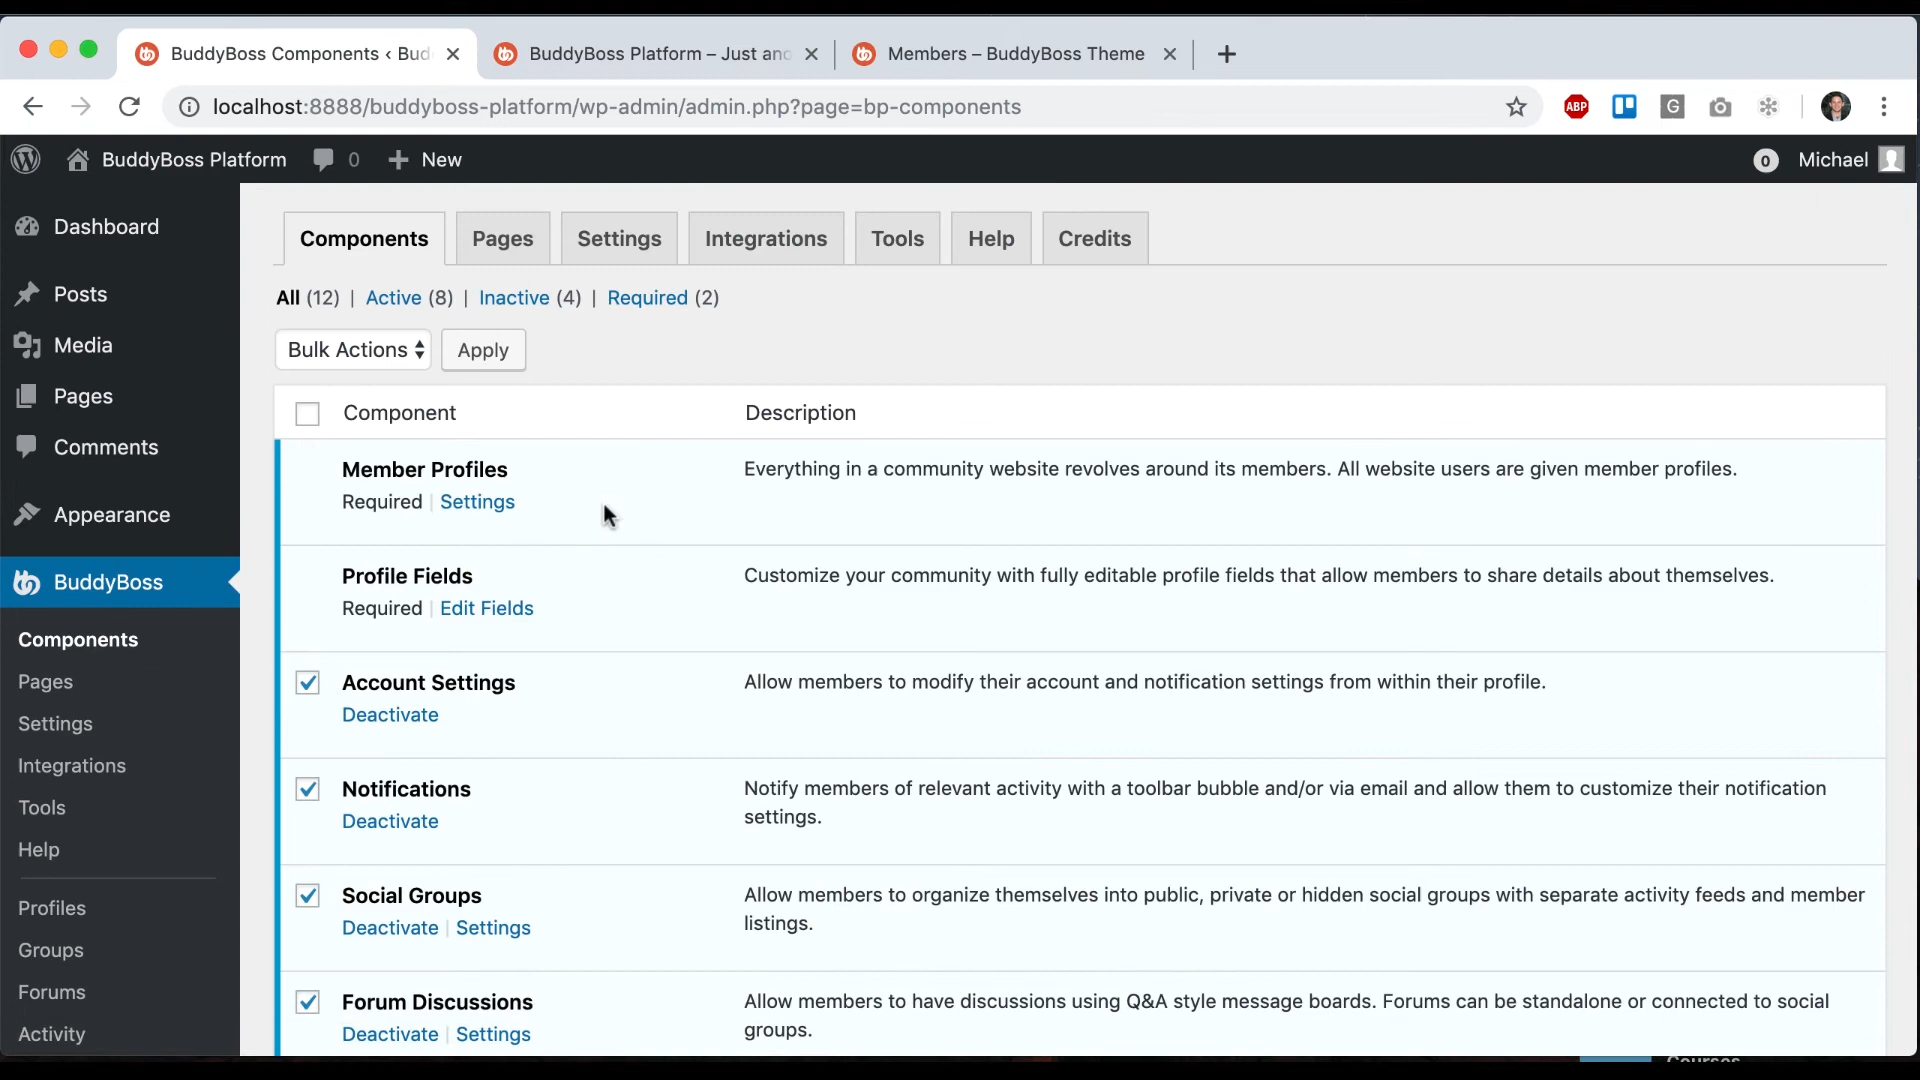 BuddyBoss Components ‹ Bud
BuddyBoss Platform – Just ano
Members – BuddyBoss Theme
localhost:8888/buddyboss-platform/wp-admin/admin.php?page=bp-components
ABP
G
BuddyBoss Platform
0
New
0
Michael
Dashboard
Posts
Media
Pages
Comments
Appearance
BuddyBoss
Components
Pages
Settings
Integrations
Tools
Help
Profiles
Groups
Forums
Activity
Components
Pages
Settings
Integrations
Tools
Help
Credits
All (12) | Active (8) | Inactive (4) | Required (2)
Bulk Actions
Apply
Component
Description
Member Profiles
Required | Settings
Everything in a community website revolves around its members. All website users are given member profiles.
Profile Fields
Required | Edit Fields
Customize your community with fully editable profile fields that allow members to share details about themselves.
Account Settings
Deactivate
Allow members to modify their account and notification settings from within their profile.
Notifications
Deactivate
Notify members of relevant activity with a toolbar bubble and/or via email and allow them to customize their notification
settings.
Social Groups
Deactivate | Settings
Allow members to organize themselves into public, private or hidden social groups with separate activity feeds and member
listings.
Forum Discussions
Deactivate | Settings
Allow members to have discussions using Q&A style message boards. Forums can be standalone or connected to social
groups.
Courses